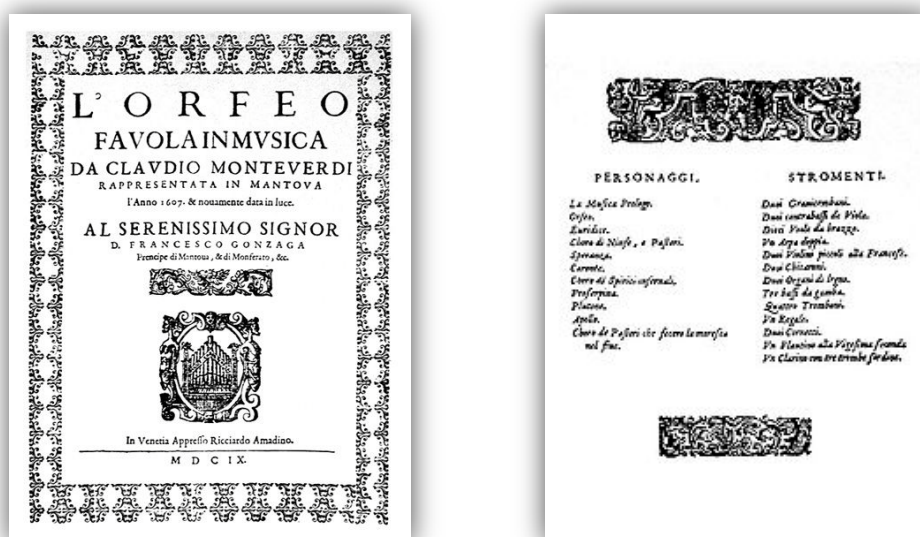 L'ORFEO
FAVOLA IN MVSICA
DA CLAVDIO MONTEVERDI
RAPPRESENTATA IN MANTOVA
l'Anno 1607. & nouamente data in luce.
AL SERENISSIMO SIGNOR
D. FRANCESCO GONZAGA
Prencipe di Mantoua, & di Monferato, &c.
In Venetia Appresso Ricciardo Amadino.
M D C IX.
PERSONAGGI.
La Musica Prologo.
Orfeo.
Euridice.
Choro di Ninfe, e Pastori.
Speranza.
Caronte.
Choro di Spiriti infernali.
Proserpina.
Plutone.
Apollo.
Choro de Pastori che fecero la moresca
nel fine.
STROMENTI.
Duoi Grauicembani.
Duoi contrabassi de Viola.
Dieci Viole da brazzo.
Vn Arpa doppia.
Duoi Violini piccoli alla Francese.
Duoi Chitaroni.
Duoi Organi di legno.
Tre bassi da gamba.
Quattro Tromboni.
Vn Regale.
Duoi Cornetti.
Vn Flautino alla Vigesima seconda
Vn Clarino con tre trombe sordine.